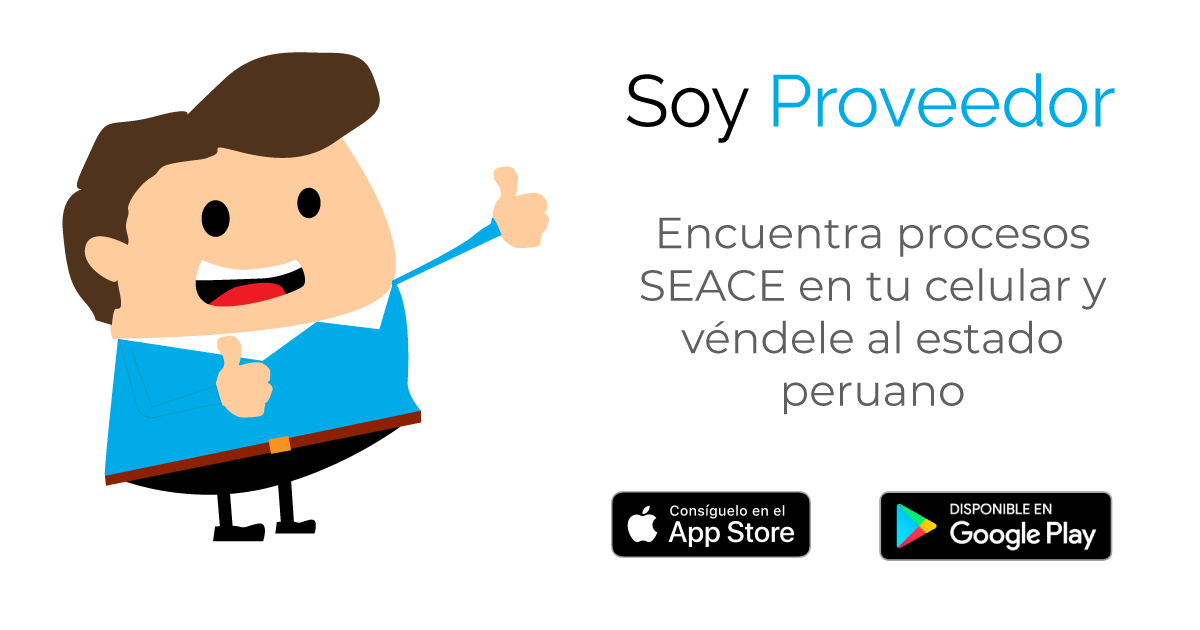 Soy Proveedor
Encuentra procesos
SEACE en tu celular y
véndele al estado
peruano
Consíguelo en el
App Store
DISPONIBLE EN
Google Play